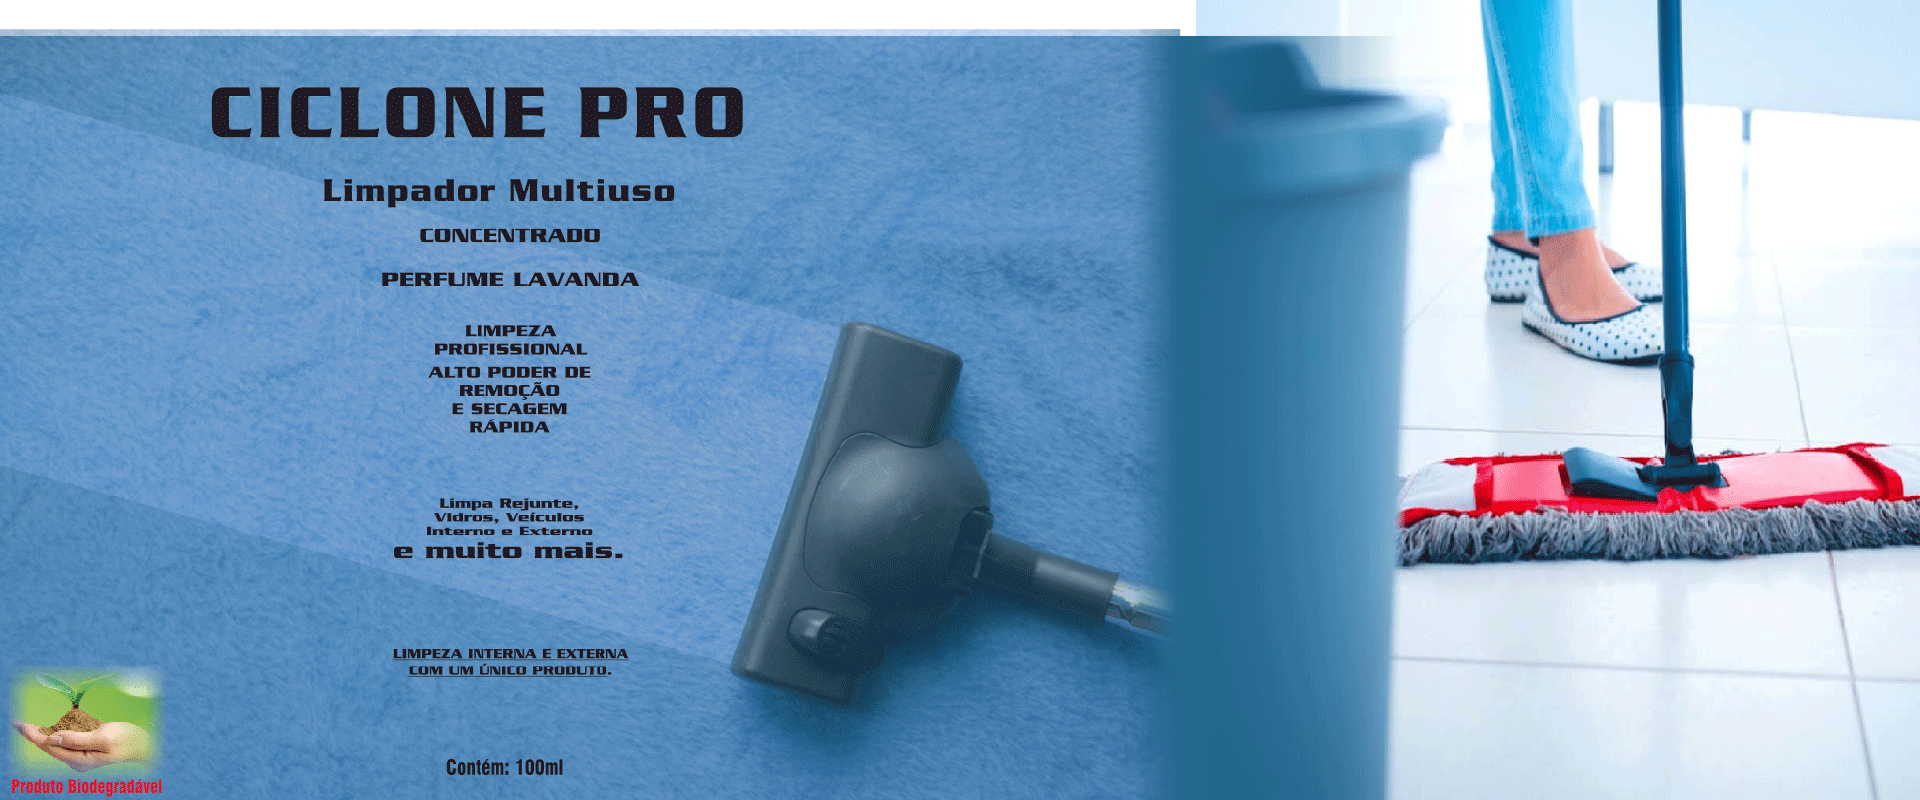 CICLONE PRO
Limpador Multiuso
CONCENTRADO
PERFUME LAVANDA
LIMPEZA
PROFISSIONAL
ALTO PODER DE
REMOÇÃO
E SECAGEM
RÁPIDA
Limpa Rejunte,
Vidros, Veículos
Interno e Externo
e muito mais.
LIMPEZA INTERNA E EXTERNA
COM UM ÚNICO PRODUTO.
Contém: 100ml
Produto Biodegradável